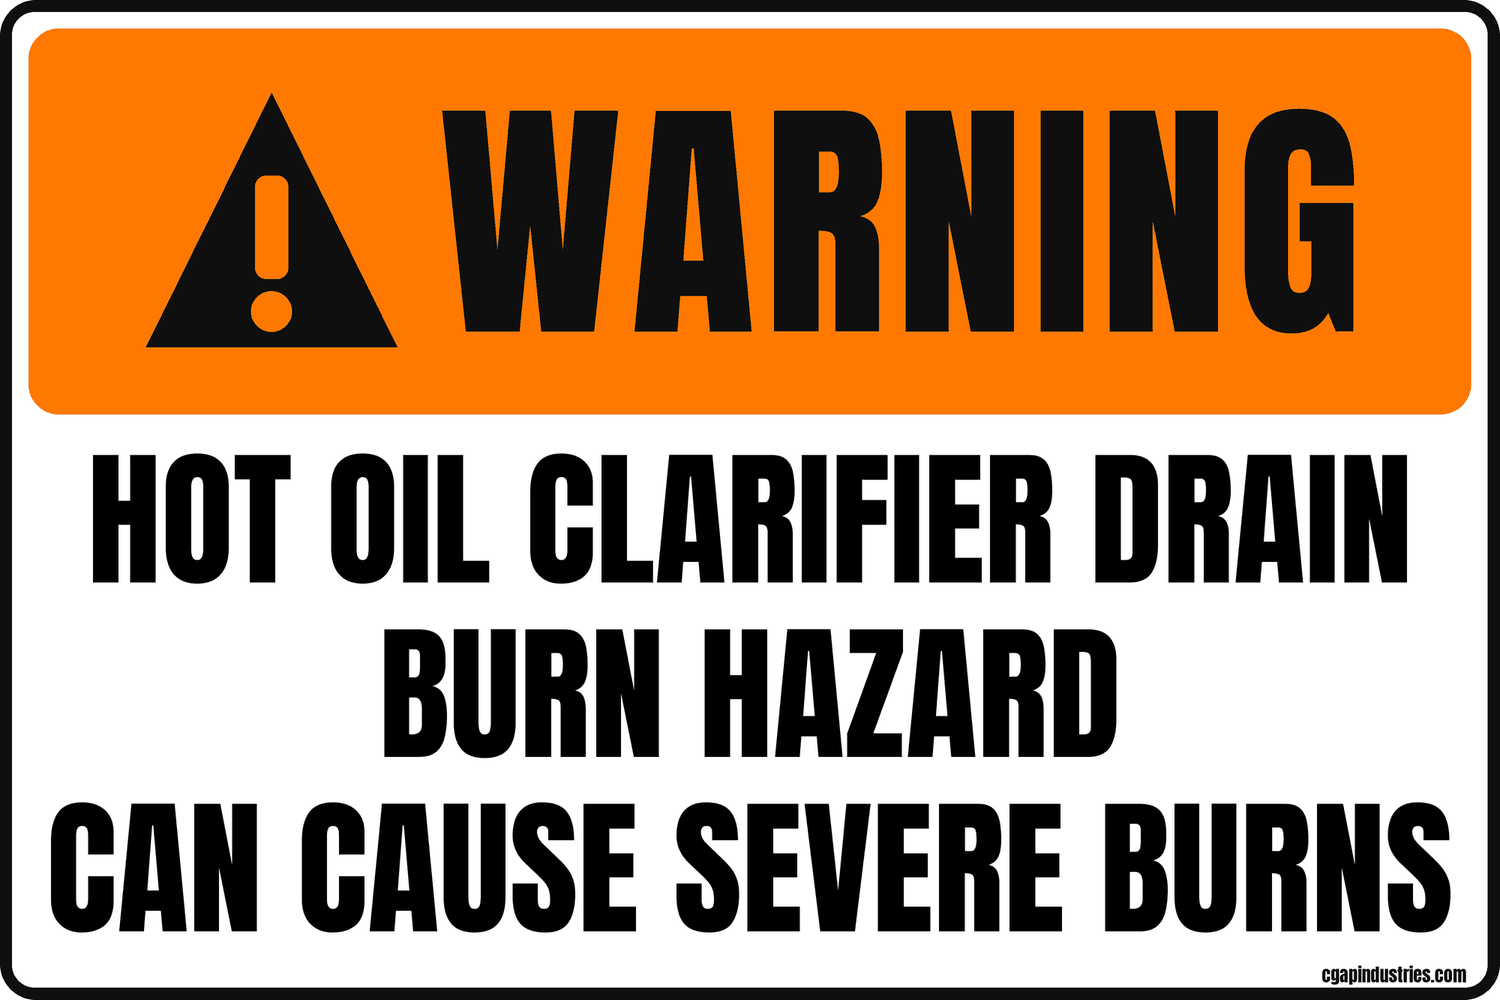 WARNING
HOT OIL CLARIFIER DRAIN
BURN HAZARD
CAN CAUSE SEVERE BURNS
cgapindustries.com